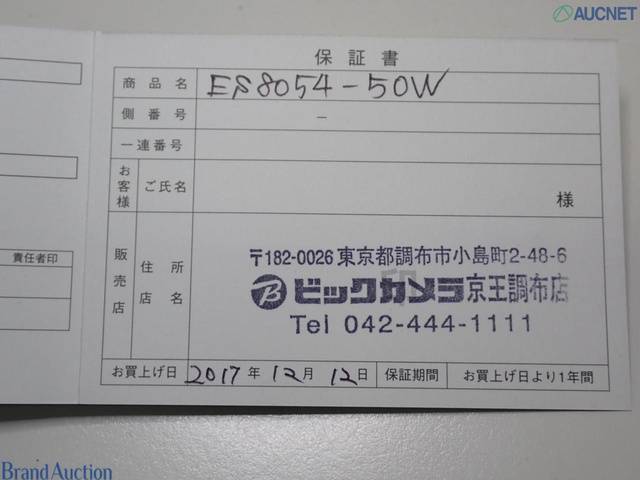 AUCNET
保証書
商品名 ES8054-50W
側番号 －
一連番号
お客様 ご氏名 様
責任者印
販売店 住所 店名
〒182-0026 東京都調布市小島町2-48-6
B ビックカメラ 京王調布店
印
Tel 042-444-1111
お買上げ日 2017年 12月 12日 保証期間 お買上げ日より1年間
Brand Auction